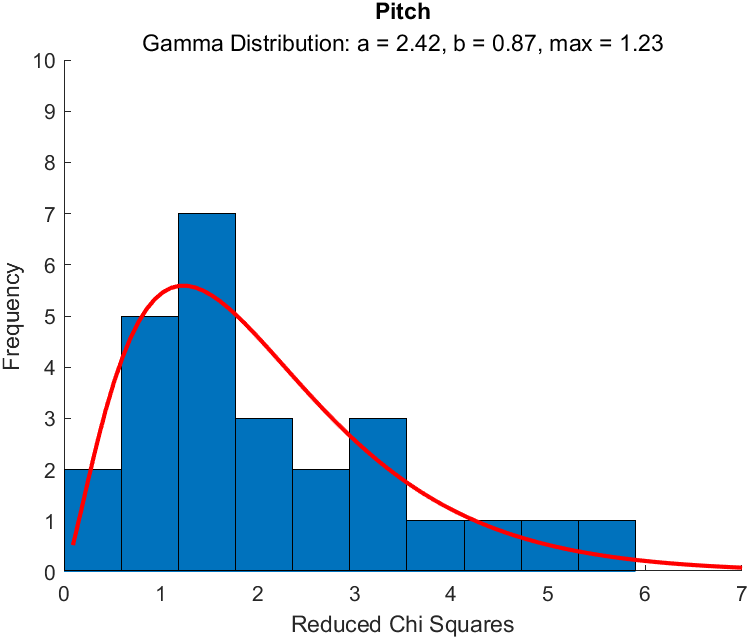 Pitch
Gamma Distribution: a = 2.42, b = 0.87, max = 1.23
10
9
8
7
6
5
4
3
2
1
0
Frequency
0 1 2 3 4 5 6 7
Reduced Chi Squares